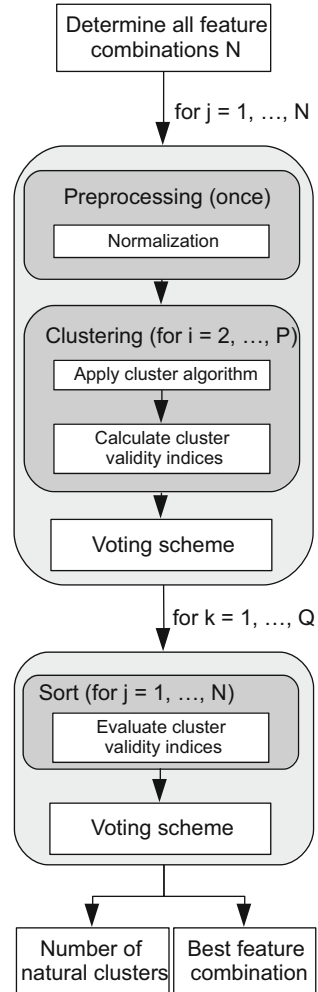 Determine all feature
combinations N
for j = 1, …, N
Preprocessing (once)
Normalization
Clustering (for i = 2, …, P)
Apply cluster algorithm
Calculate cluster
validity indices
Voting scheme
for k = 1, …, Q
Sort (for j = 1, …, N)
Evaluate cluster
validity indices
Voting scheme
Number of
natural clusters
Best feature
combination